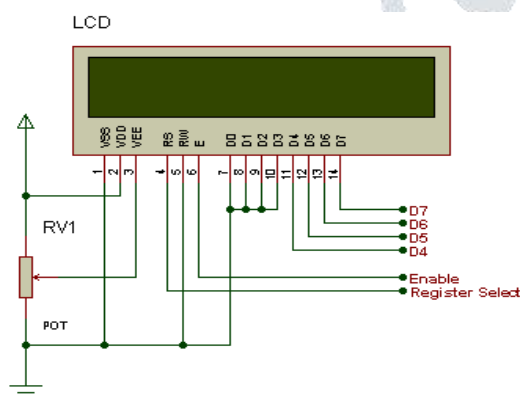 LCD
VSS VDD VEE RS RW E D0 D1 D2 D3 D4 D5 D6 D7
1 2 3 4 5 6 7 8 9 10 11 12 13 14
D7
D6
RV1
D5
D4
Enable
Register Select
POT